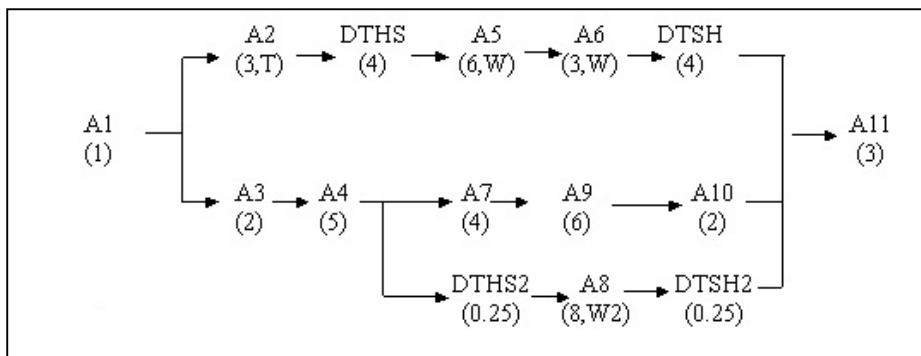 A2 DTHS A5 A6 DTSH
(3,T) (4) (6,W) (3,W) (4)
A1 A11
(1) (3)
A3 A4 A7 A9 A10
(2) (5) (4) (6) (2)
DTHS2 A8 DTSH2
(0.25) (8,W2) (0.25)